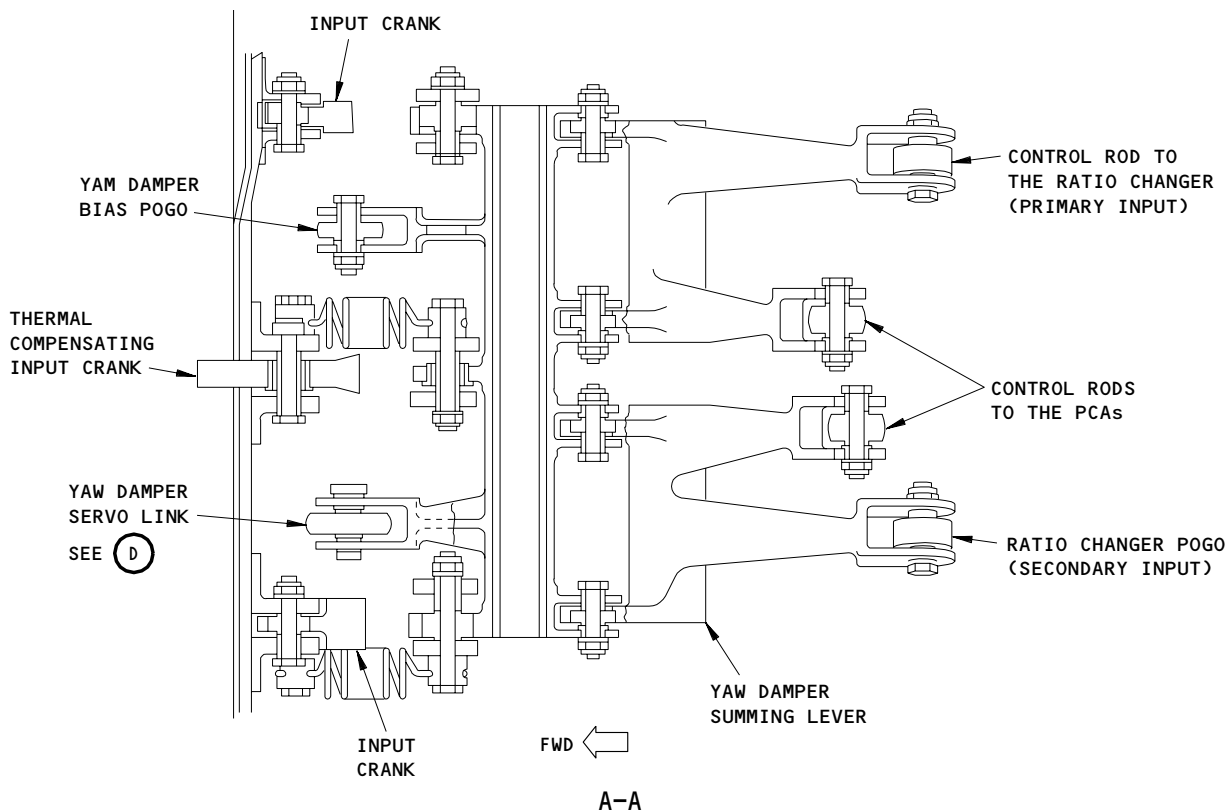 INPUT CRANK
CONTROL ROD TO
THE RATIO CHANGER
(PRIMARY INPUT)
YAM DAMPER
BIAS POGO
THERMAL
COMPENSATING
INPUT CRANK
CONTROL RODS
TO THE PCAs
YAW DAMPER
SERVO LINK
SEE D
RATIO CHANGER POGO
(SECONDARY INPUT)
YAW DAMPER
SUMMING LEVER
INPUT
CRANK
FWD
A-A